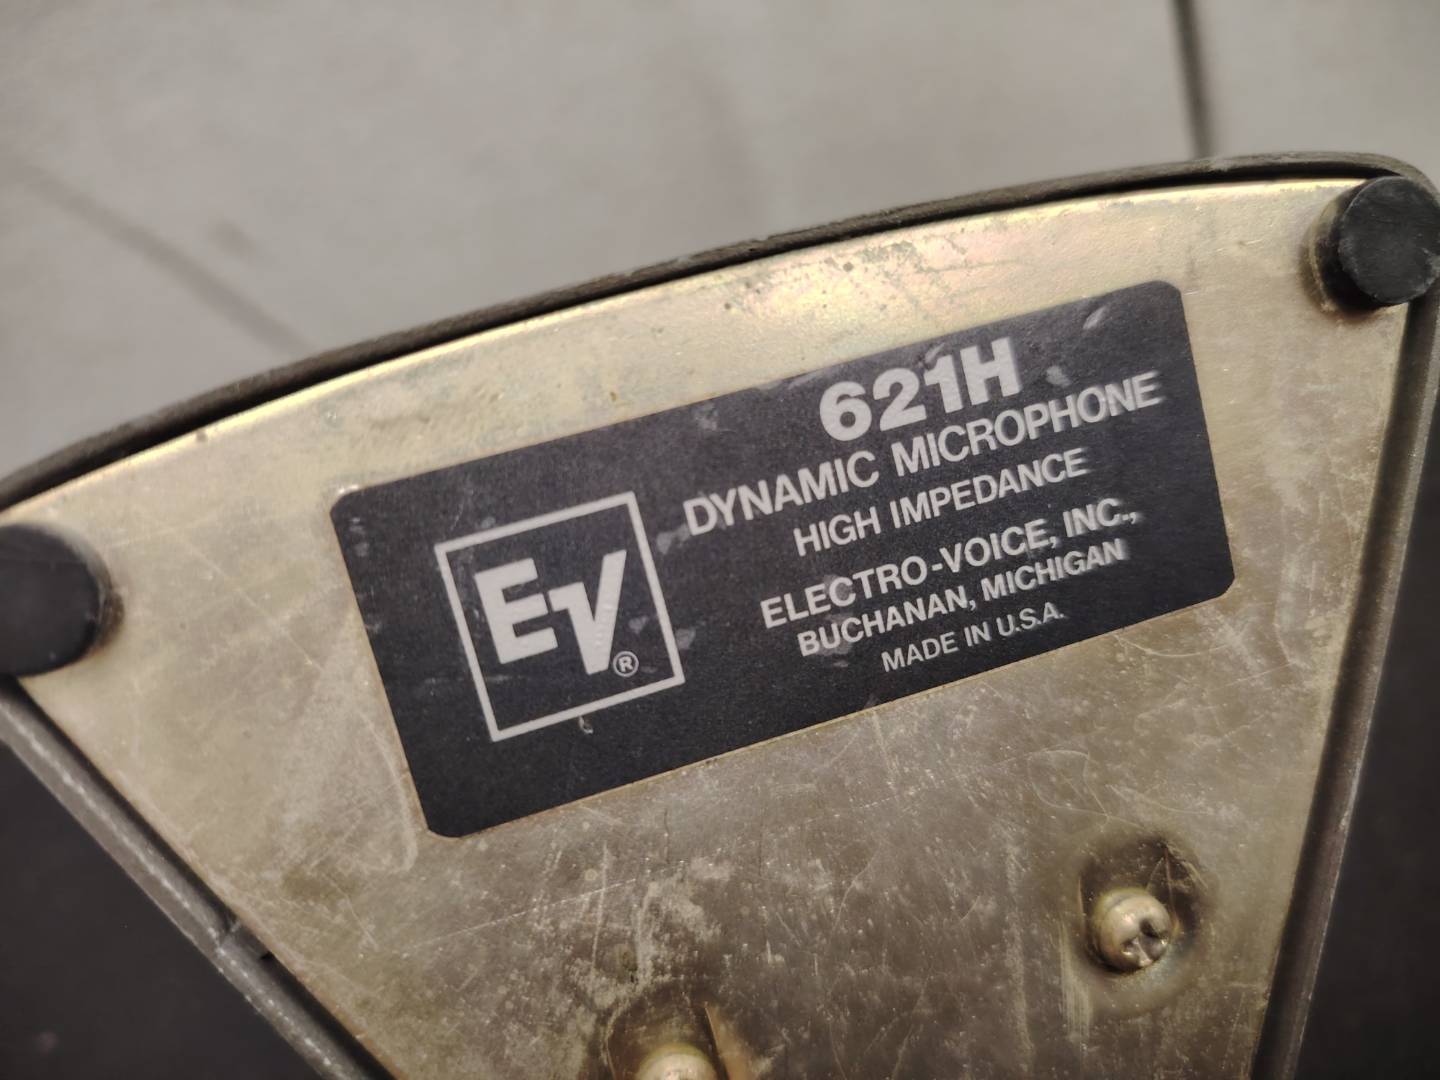 EV®
621H
DYNAMIC MICROPHONE
HIGH IMPEDANCE
ELECTRO-VOICE, INC.,
BUCHANAN, MICHIGAN
MADE IN U.S.A.